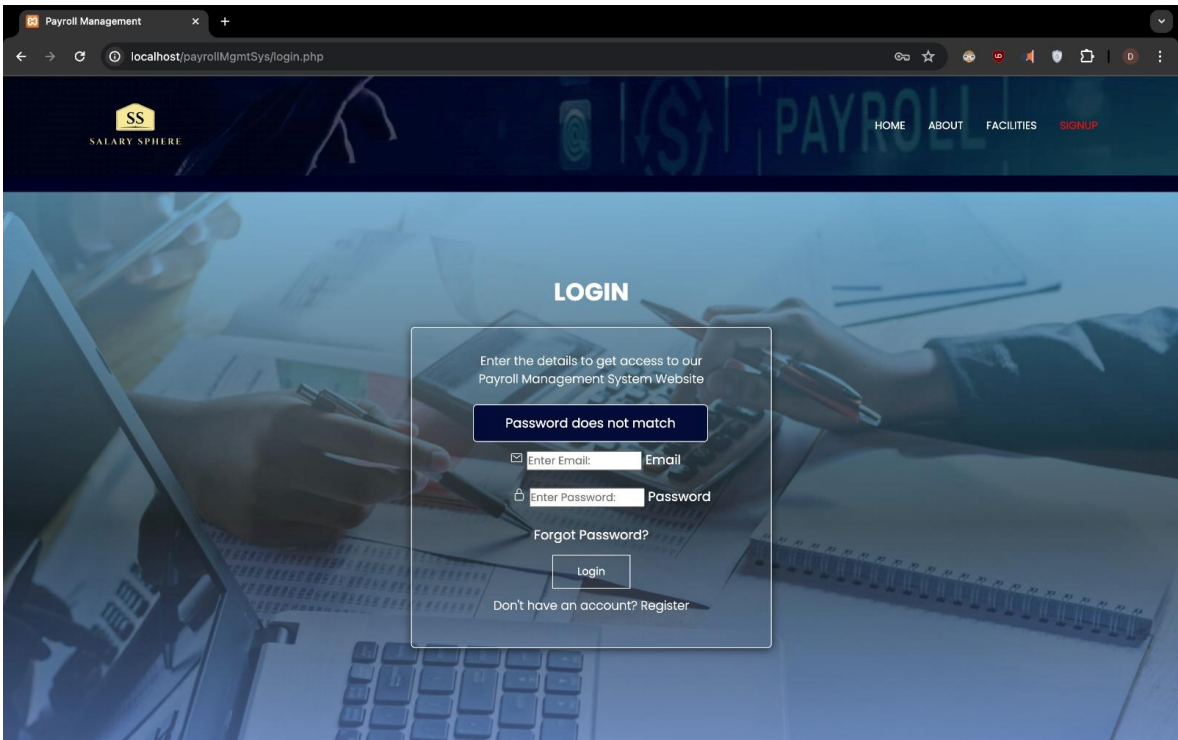 Payroll Management
localhost/payrollMgmtSys/login.php
D
SS
SALARY SPHERE
PAYROLL
HOME ABOUT FACILITIES SIGNUP
LOGIN
Enter the details to get access to our
Payroll Management System Website
Password does not match
Enter Email: Email
Enter Password: Password
Forgot Password?
Login
Don't have an account? Register